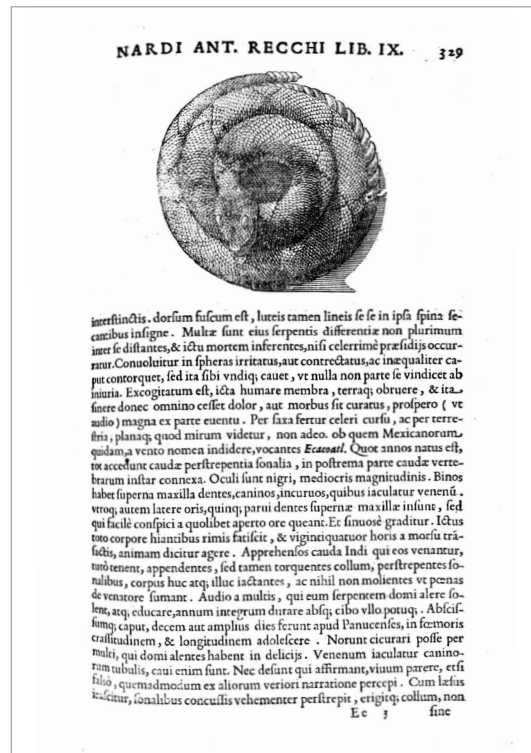 NARDI ANT. RECCHI LIB. IX. 329
interstinctis. dorsum fuscum est, luteis tamen lineis se se in ipsa spina se-
cantibus insigne. Multæ sunt eius serpentis differentiæ non plurimum
inter se distantes, & ictu mortem inferentes, nisi celerrimè præsidijs occur-
ratur. Conuoluitur in spheras irritatus, aut contrectatus, ac inæqualiter ca-
put contorquet, sed ita sibi vndiq; cauet, vt nulla non parte se vindicet ab
iniuria. Excogitatum est, icta humare membra, terraq; obruere, & ita
sinere donec omnino cesset dolor, aut morbus sit curatus, prospero ( vt
audio ) magna ex parte euentu. Per saxa fertur celeri cursu, ac per terre-
stria, planaq; quod mirum videtur, non adeo. ob quem Mexicanorum
quidam, a vento nomen indidere, vocantes Ecacoatl. Quot annos natus est,
tot accedunt caudæ perstrepentia sonalia, in postrema parte caudæ verte-
brarum instar connexa. Oculi sunt nigri, mediocris magnitudinis. Binos
habet superna maxilla dentes, caninos, incuruos, quibus iaculatur venenū.
vtroq; autem latere oris, quinq; parui dentes supernæ maxillæ insunt, sed
qui facilè conspici a quolibet aperto ore queant. Et sinuosè graditur. Ictus
toto corpore hiantibus rimis fatiscit, & vigintiquatuor horis a morsu trā-
sactis, animam dicitur agere. Apprehensos cauda Indi qui eos venantur,
tutò tenent, appendentes, sed tamen torquentes collum, perstrepentes so-
nalibus, corpus huc atq; illuc iactantes, ac nihil non molientes vt pœnas
de venatore sumant. Audio a multis, qui eum serpentem domi alere so-
lent, atq; educare, annum integrum durare absq; cibo vllo potuq;. Abscis-
sumq; caput, decem aut amplius dies ferunt apud Panucenses, in fœmoris
crassitudinem, & longitudinem adolescere. Norunt cicurari posse per
multi, qui domi alentes habent in delicijs. Venenum iaculatur canino-
rum tubulis, caui enim sunt. Nec desunt qui affirmant, viuum parere, etsi
falsò, quemadmodum ex aliorum veriori narratione percepi. Cum læsus
irascitur, sonalibus concussis vehementer perstrepit, erigitq; collum, non
Ee 3 sine